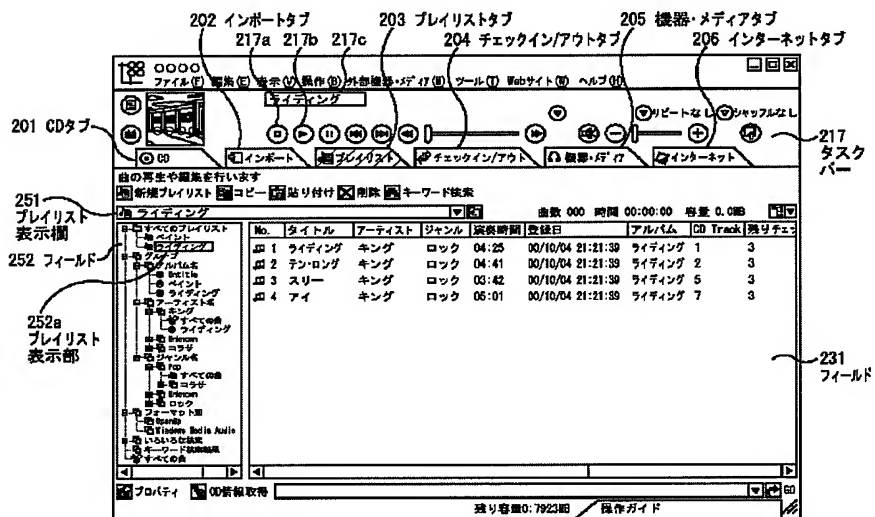 202 インポートタブ
203 プレイリストタブ
205 機器・メディアタブ
217a 217b 217c
204 チェックイン/アウトタブ
206 インターネットタブ
○○○○
ファイル(F) 編集(E) 表示(V) 操作(B) 外部機器・メディア(M) ツール(T) Webサイト(W) ヘルプ(H)
ライディング
リピートなし シャッフルなし
201 CDタブ
217 タスクバー
CD インポート プレイリスト チェックイン/アウト 機器・メディア インターネット
曲の再生や編集を行います
新規プレイリスト コピー 貼り付け 削除 キーワード検索
251 プレイリスト表示欄
ライディング 曲数 000 時間 00:00:00 容量 0.0MB
252 フィールド
252a プレイリスト表示部
すべてのプレイリスト
ペイント
ライディング
アルバム名
Untitle
ペイント
ライディング
アーティスト名
キング
すべての曲
ライディング
Unknown
コラザ
ジャンル名
Pop
すべての曲
コラザ
Unknown
ロック
フォーマット別
OpenMG
Windows Media Audio
いろいろな検索
キーワード検索結果
すべての曲
No. タイトル アーティスト ジャンル 演奏時間 登録日 アルバム CD Track 残りチェッ
1 ライディング キング ロック 04:25 00/10/04 21:21:39 ライディング 1 3
2 テン・ロング キング ロック 04:41 00/10/04 21:21:39 ライディング 2 3
3 スリー キング ロック 03:42 00/10/04 21:21:39 ライディング 5 3
4 アイ キング ロック 05:01 00/10/04 21:21:39 ライディング 7 3
231 フィールド
プロパティ CD情報取得 GO
残り容量0:7923MB 操作ガイド